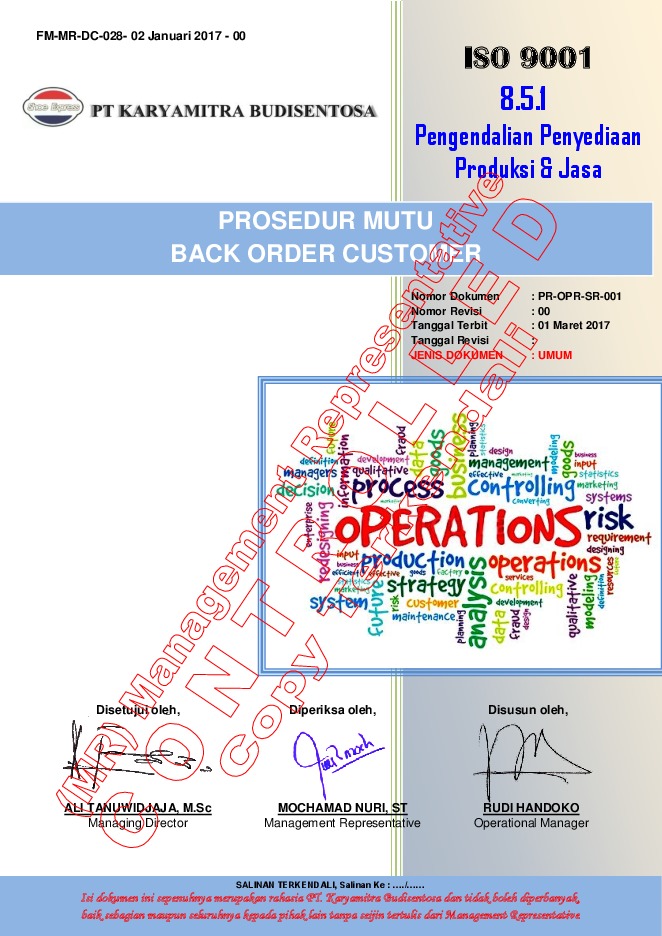 FM-MR-DC-028- 02 Januari 2017 - 00
Shoe Express
PT KARYAMITRA BUDISENTOSA
ISO 9001
8.5.1
Pengendalian Penyediaan
Produksi & Jasa
PROSEDUR MUTU
BACK ORDER CUSTOMER
Nomor Dokumen : PR-OPR-SR-001
Nomor Revisi : 00
Tanggal Terbit : 01 Maret 2017
Tanggal Revisi :
JENIS DOKUMEN : UMUM
(MR) Management Representative
CONTROLLED
Copy Terkendali
future
definition
managers
decision
information
development
qualitative
process
marketing
fraud
data
goods
business
planning
statistics
design
management
effective
marketing
controlling
converting
modeling
goods
business
input
statistics
marketing
systems
enterprise
redesigning
OPERATIONS
risk
requirement
designing
input
business
production
operations
efficient
effective
goods
factory
services
resources
statistics
marketing
strategy
analysis
controlling
system
future
risk
customer
development
maintenance
planning
data
fraud
design
qualitative
modeling
definition
Disetujui oleh,
Diperiksa oleh,
Disusun oleh,
ALI TANUWIDJAJA, M.Sc
MOCHAMAD NURI, ST
RUDI HANDOKO
Managing Director
Management Representative
Operational Manager
SALINAN TERKENDALI, Salinan Ke : …./……
Isi dokumen ini sepenuhnya merupakan rahasia PT. Karyamitra Budisentosa dan tidak boleh diperbanyak,
baik sebagian maupun seluruhnya kepada pihak lain tanpa seijin tertulis dari Management Representative.